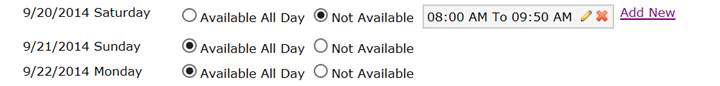 9/20/2014 Saturday Available All Day Not Available 08:00 AM To 09:50 AM Add New
9/21/2014 Sunday Available All Day Not Available
9/22/2014 Monday Available All Day Not Available